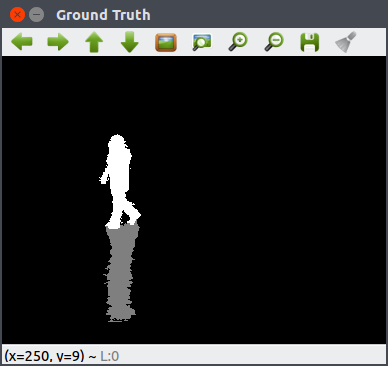 Ground Truth
(x=250, y=9) ~ L:0